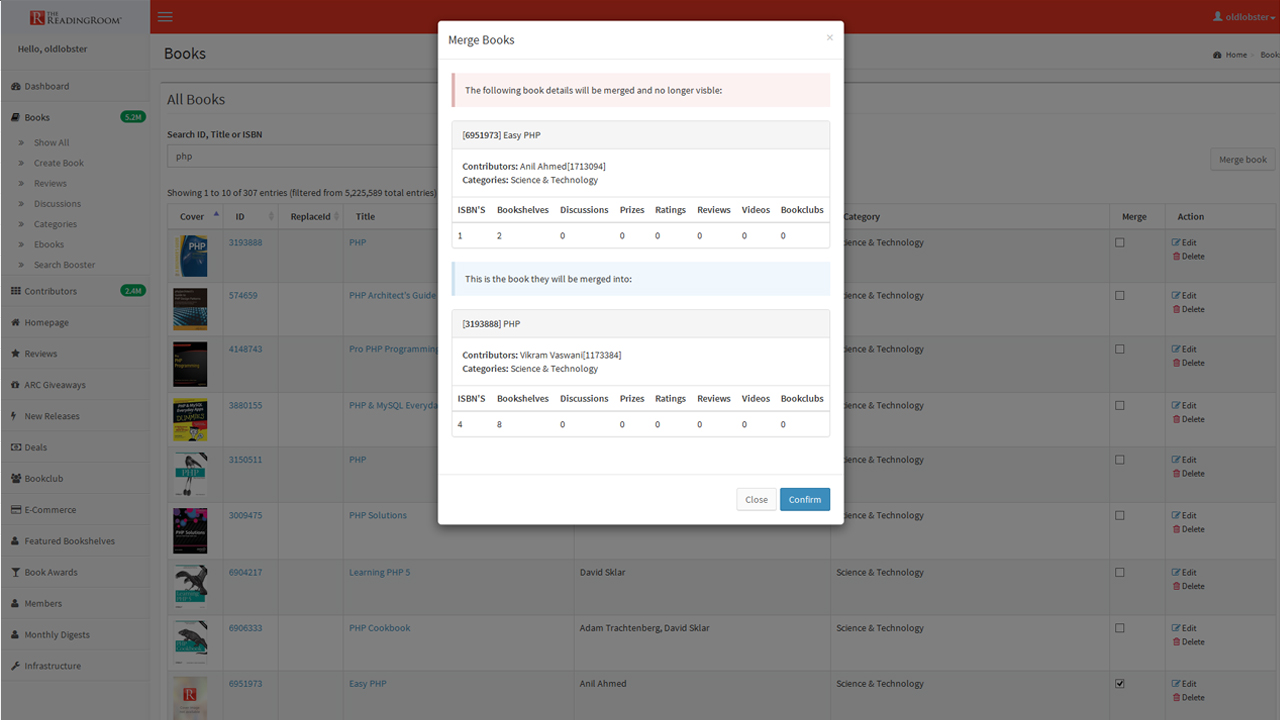 THE
READINGROOM
oldlobster
Hello, oldlobster
Books
Home > Books
Dashboard
Books 5.2M
Show All
Create Book
Reviews
Discussions
Categories
Ebooks
Search Booster
Contributors 2.4M
Homepage
Reviews
ARC Giveaways
New Releases
Deals
Bookclub
E-Commerce
Featured Bookshelves
Book Awards
Members
Monthly Digests
Infrastructure
All Books
Search ID, Title or ISBN
php
Merge book
Showing 1 to 10 of 307 entries (filtered from 5,225,589 total entries)
Cover ID ReplaceId Title Category Merge Action
PHP 3193888 PHP Science & Technology Edit
Delete
574659 PHP Architect's Guide Science & Technology Edit
Delete
4148743 Pro PHP Programming Science & Technology Edit
Delete
3880155 PHP & MySQL Everyda Science & Technology Edit
Delete
PHP 3150511 PHP Science & Technology Edit
Delete
PHP Solutions 3009475 PHP Solutions Science & Technology Edit
Delete
Learning PHP 5 6904217 Learning PHP 5 David Sklar Science & Technology Edit
Delete
PHP Cookbook 6906333 PHP Cookbook Adam Trachtenberg, David Sklar Science & Technology Edit
Delete
R 6951973 Easy PHP Anil Ahmed Science & Technology Edit
Delete
Merge Books ×
The following book details will be merged and no longer visble:
[6951973] Easy PHP
Contributors: Anil Ahmed[1713094]
Categories: Science & Technology
ISBN'S Bookshelves Discussions Prizes Ratings Reviews Videos Bookclubs
1 2 0 0 0 0 0 0
This is the book they will be merged into:
[3193888] PHP
Contributors: Vikram Vaswani[1173384]
Categories: Science & Technology
ISBN'S Bookshelves Discussions Prizes Ratings Reviews Videos Bookclubs
4 8 0 0 0 0 0 0
Close Confirm